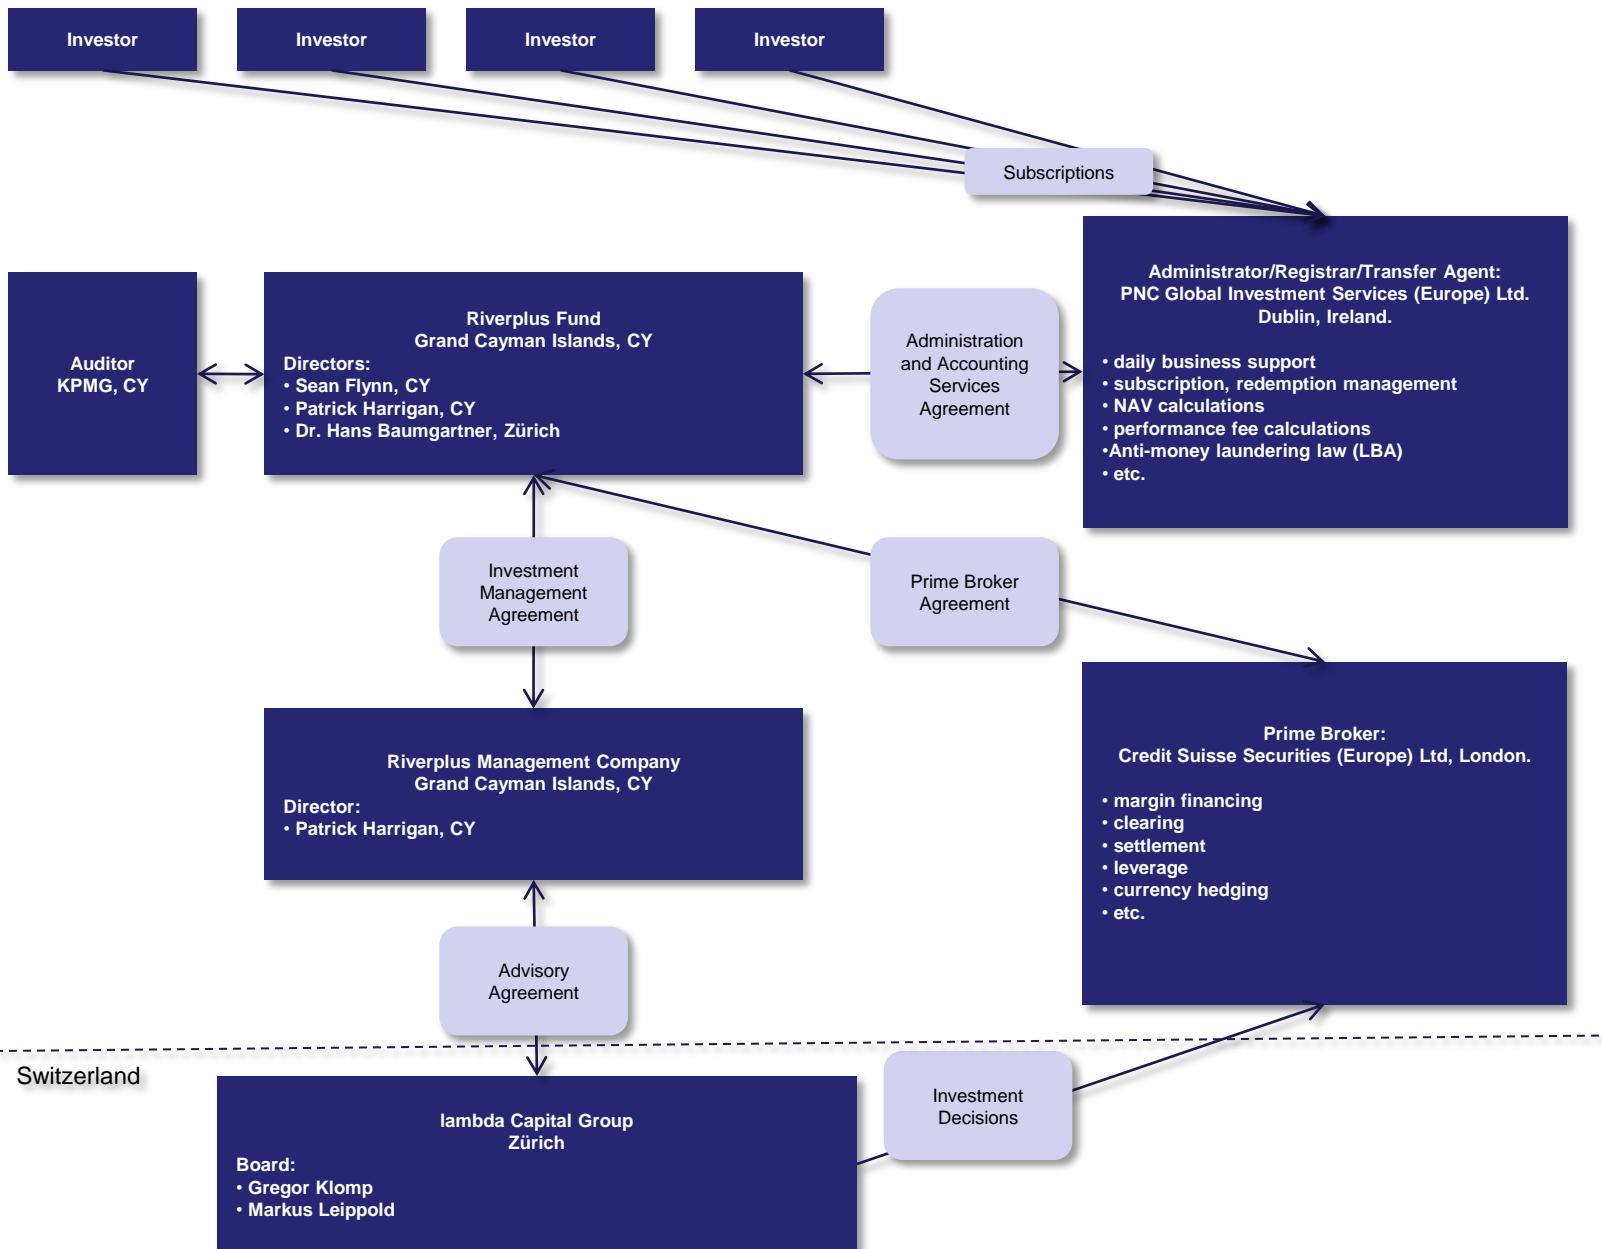 Investor
Investor
Investor
Investor
Subscriptions
Administrator/Registrar/Transfer Agent:
PNC Global Investment Services (Europe) Ltd.
Dublin, Ireland.
• daily business support
• subscription, redemption management
• NAV calculations
• performance fee calculations
•Anti-money laundering law (LBA)
• etc.
Auditor
KPMG, CY
Riverplus Fund
Grand Cayman Islands, CY
Directors:
• Sean Flynn, CY
• Patrick Harrigan, CY
• Dr. Hans Baumgartner, Zürich
Administration
and Accounting
Services
Agreement
Investment
Management
Agreement
Prime Broker
Agreement
Riverplus Management Company
Grand Cayman Islands, CY
Director:
• Patrick Harrigan, CY
Prime Broker:
Credit Suisse Securities (Europe) Ltd, London.
• margin financing
• clearing
• settlement
• leverage
• currency hedging
• etc.
Advisory
Agreement
Switzerland
Investment
Decisions
lambda Capital Group
Zürich
Board:
• Gregor Klomp
• Markus Leippold